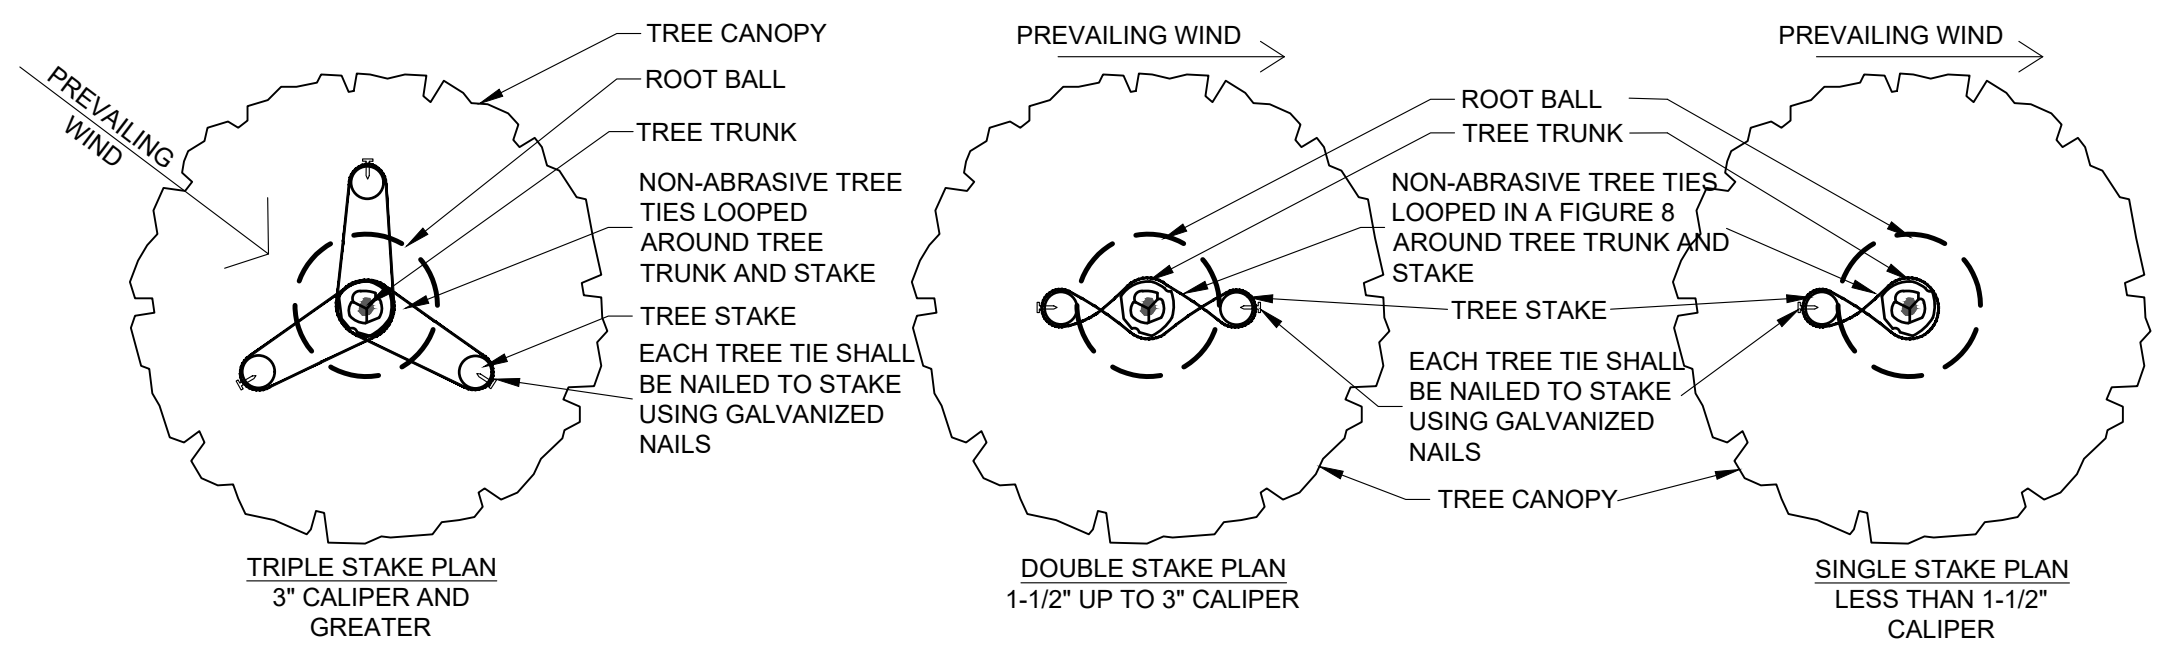 TREE CANOPY
ROOT BALL
TREE TRUNK
PREVAILING
WIND
NON-ABRASIVE TREE
TIES LOOPED
AROUND TREE
TRUNK AND STAKE
TREE STAKE
EACH TREE TIE SHALL
BE NAILED TO STAKE
USING GALVANIZED
NAILS
TRIPLE STAKE PLAN
3" CALIPER AND
GREATER
PREVAILING WIND
ROOT BALL
TREE TRUNK
NON-ABRASIVE TREE TIES
LOOPED IN A FIGURE 8
AROUND TREE TRUNK AND
STAKE
TREE STAKE
EACH TREE TIE SHALL
BE NAILED TO STAKE
USING GALVANIZED
NAILS
TREE CANOPY
DOUBLE STAKE PLAN
1-1/2" UP TO 3" CALIPER
PREVAILING WIND
SINGLE STAKE PLAN
LESS THAN 1-1/2"
CALIPER